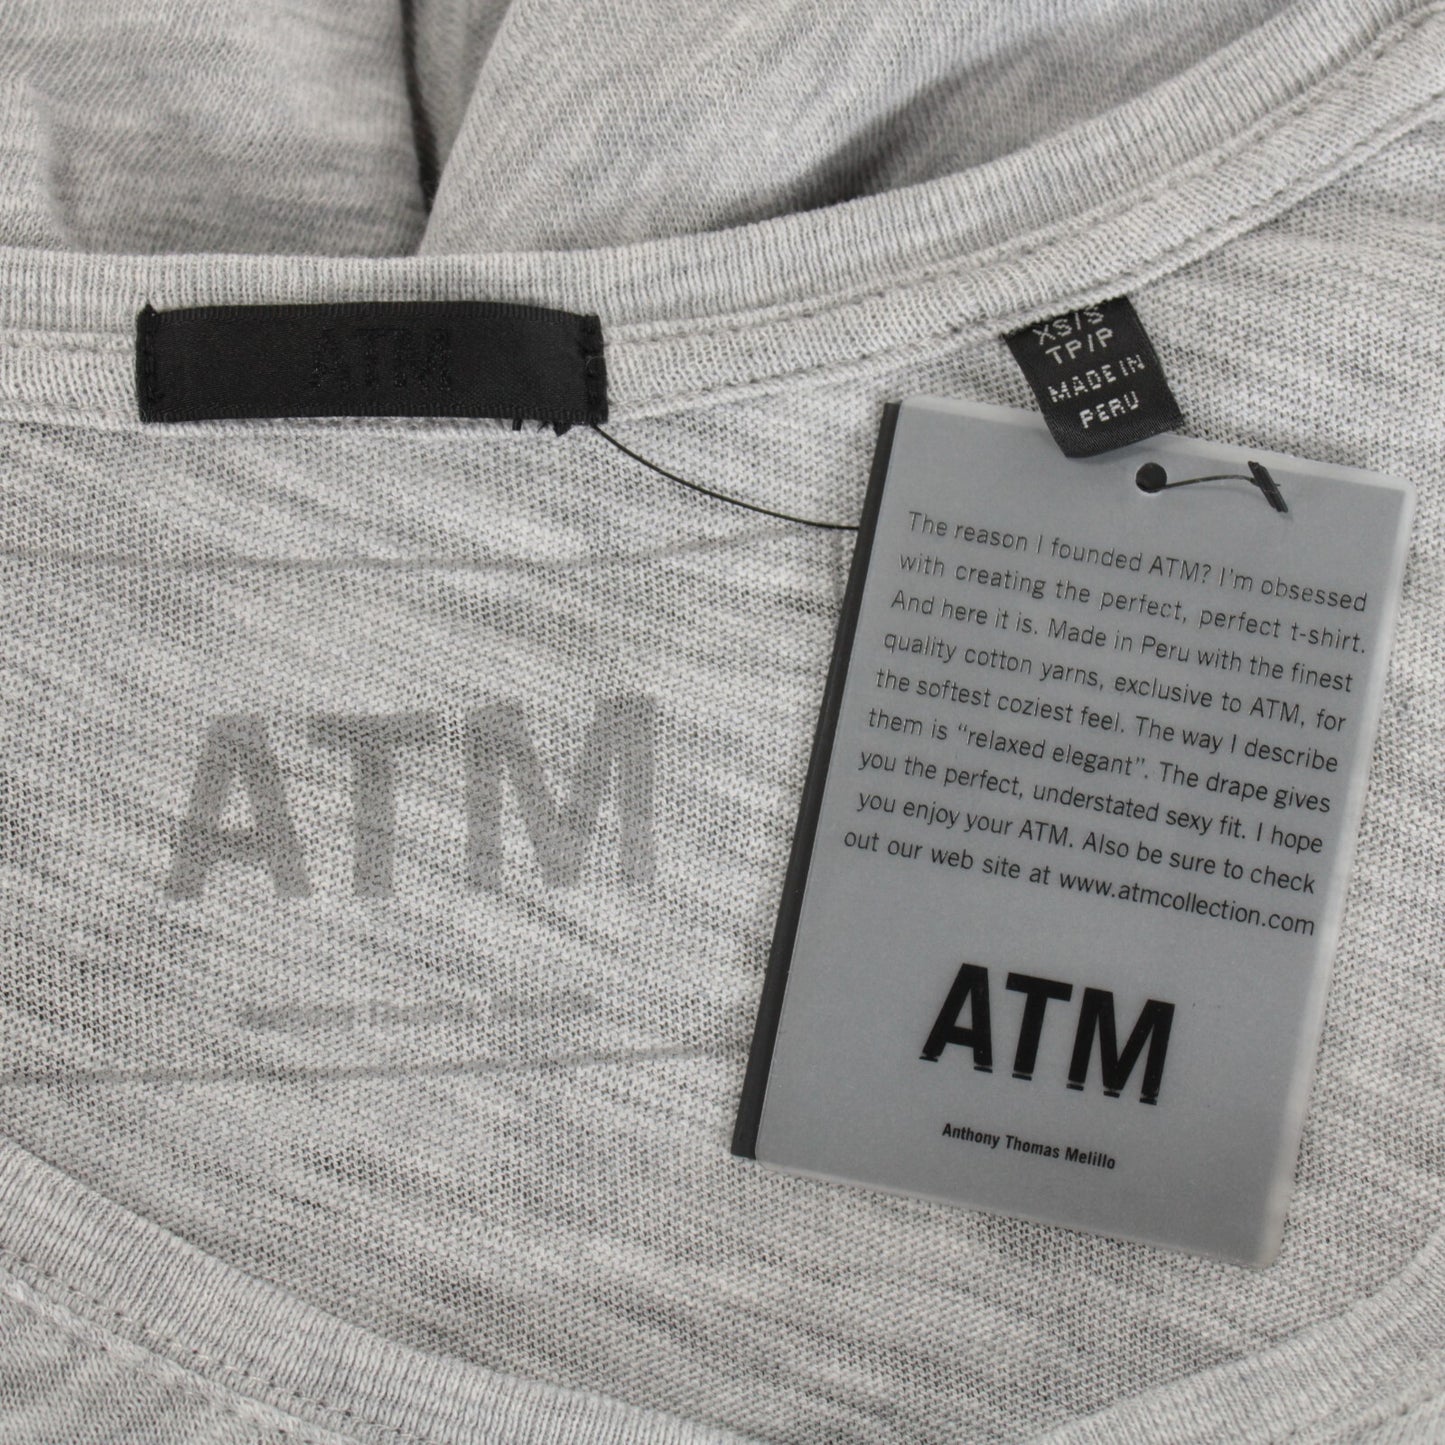 ATM
XS/S
TP/P
MADE IN
PERU
The reason I founded ATM? I'm obsessed
with creating the perfect, perfect t-shirt.
And here it is. Made in Peru with the finest
quality cotton yarns, exclusive to ATM, for
the softest coziest feel. The way I describe
them is “relaxed elegant”. The drape gives
you the perfect, understated sexy fit. I hope
you enjoy your ATM. Also be sure to check
out our web site at www.atmcollection.com
ATM
ATM
Anthony Thomas Melillo